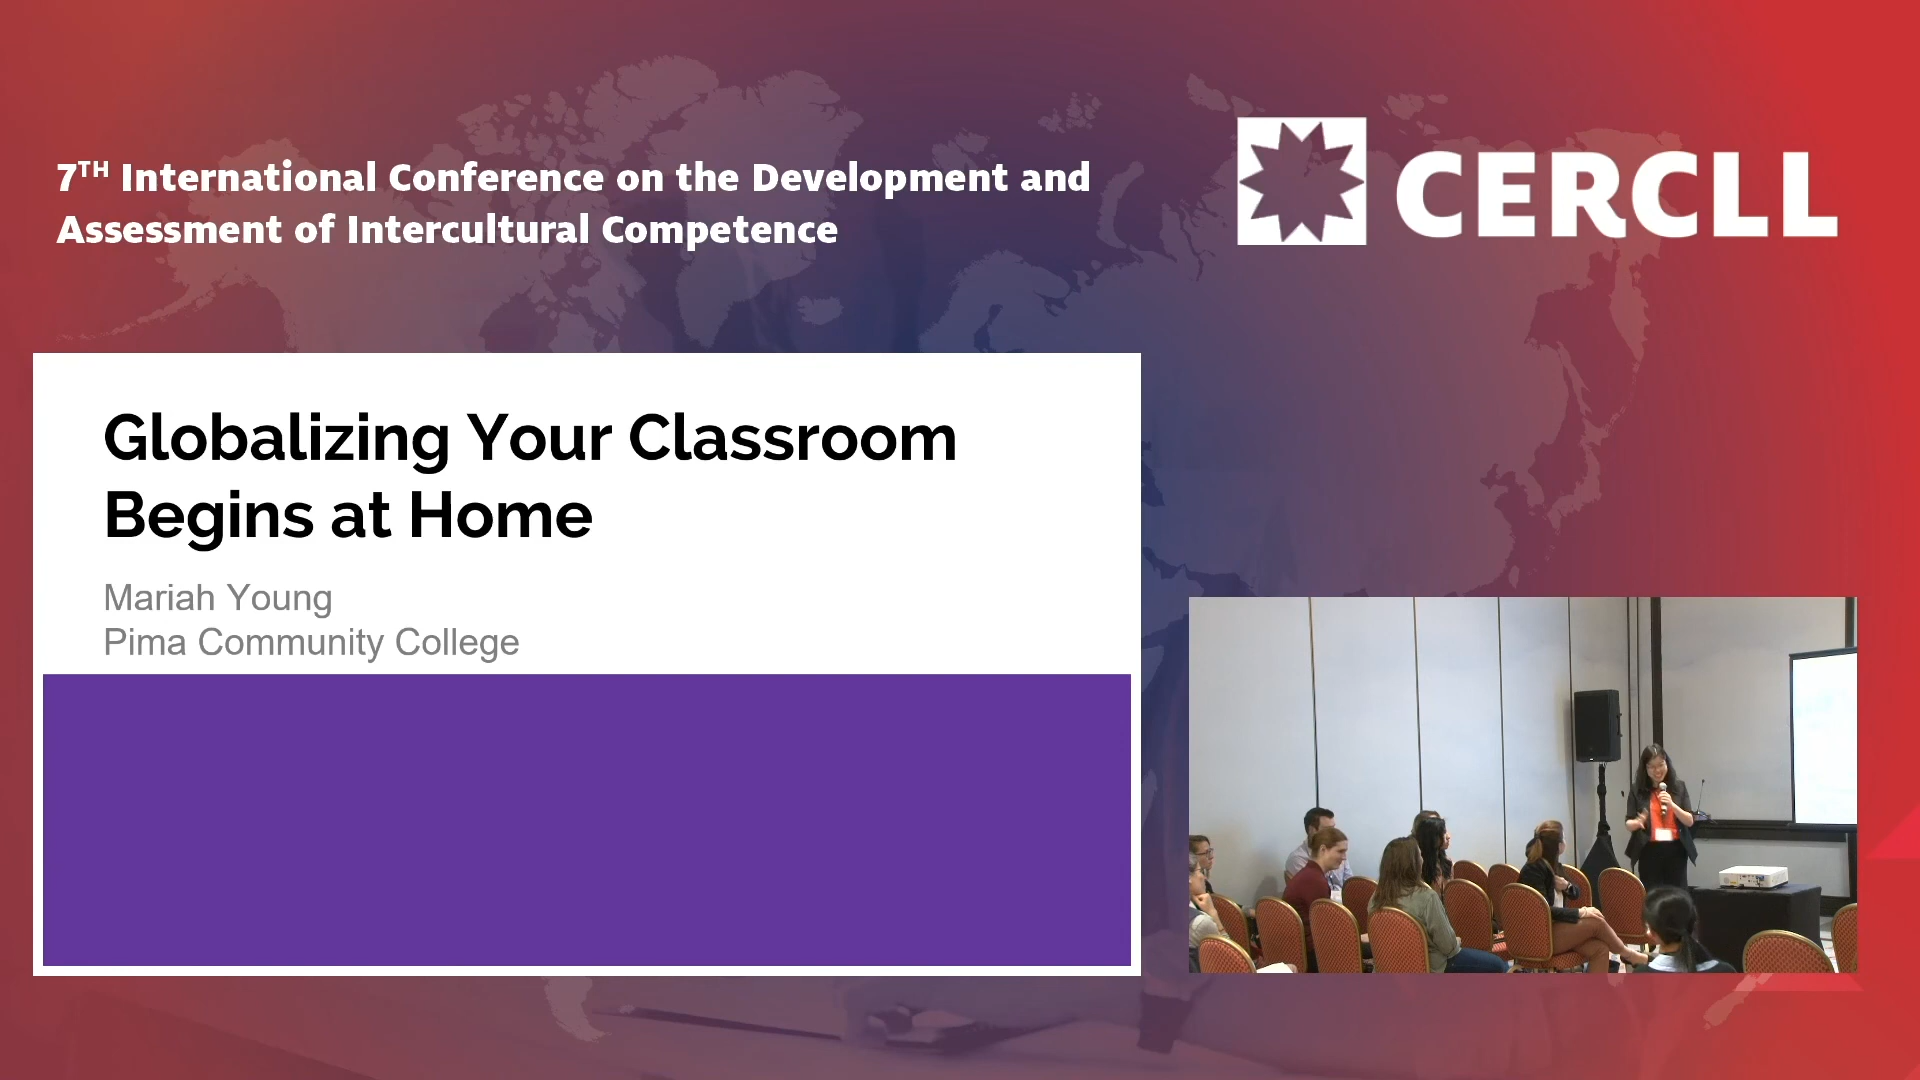 7TH International Conference on the Development and
Assessment of Intercultural Competence
CERCLL
Globalizing Your Classroom
Begins at Home
Mariah Young
Pima Community College